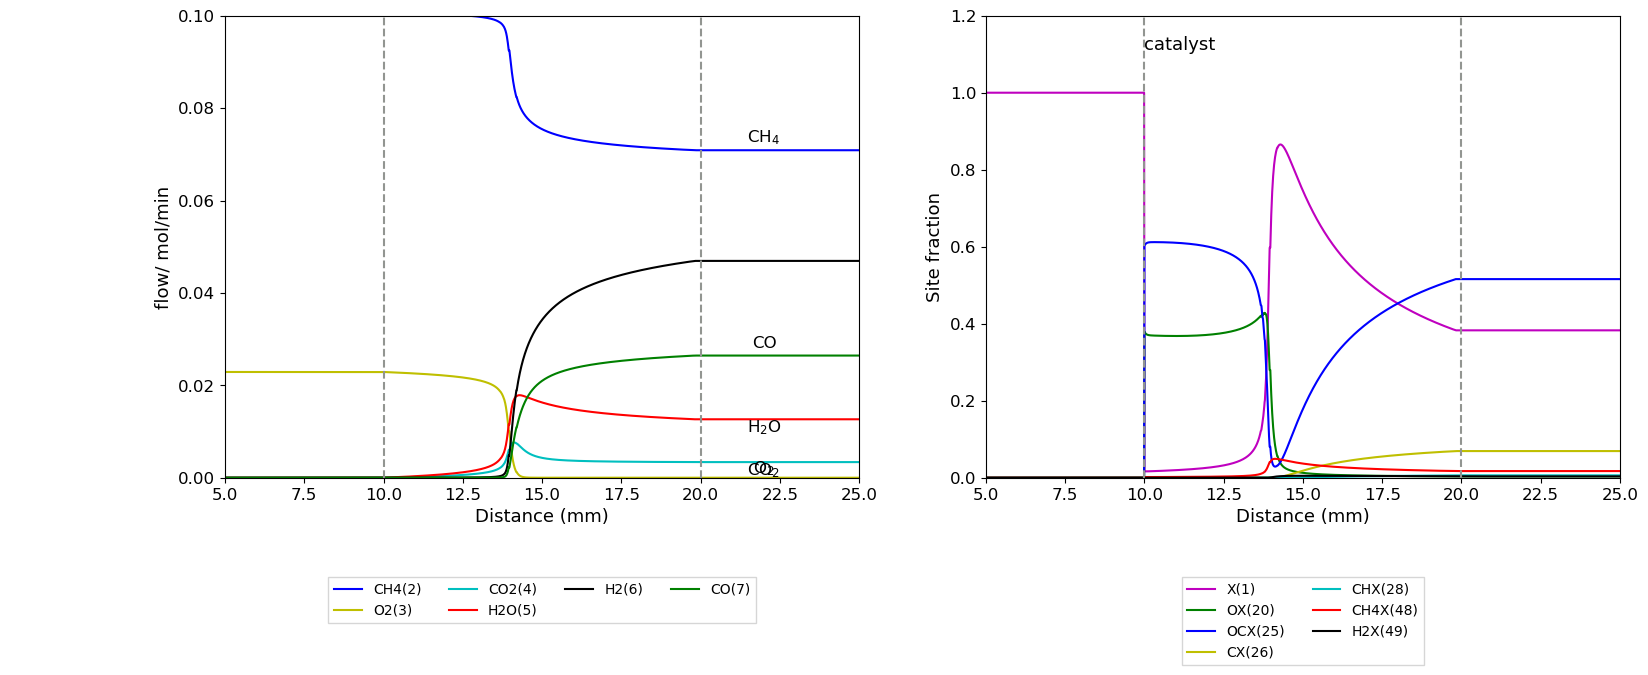 0.10
0.08
0.06
0.04
0.02
0.00
flow/ mol/min
CH₄
CO
H₂O
O₂
CO₂
5.0 7.5 10.0 12.5 15.0 17.5 20.0 22.5 25.0
Distance (mm)
CH4(2) CO2(4) H2(6) CO(7)
O2(3) H2O(5)
1.2
1.0
0.8
0.6
0.4
0.2
0.0
Site fraction
catalyst
5.0 7.5 10.0 12.5 15.0 17.5 20.0 22.5 25.0
Distance (mm)
X(1) CHX(28)
OX(20) CH4X(48)
OCX(25) H2X(49)
CX(26)